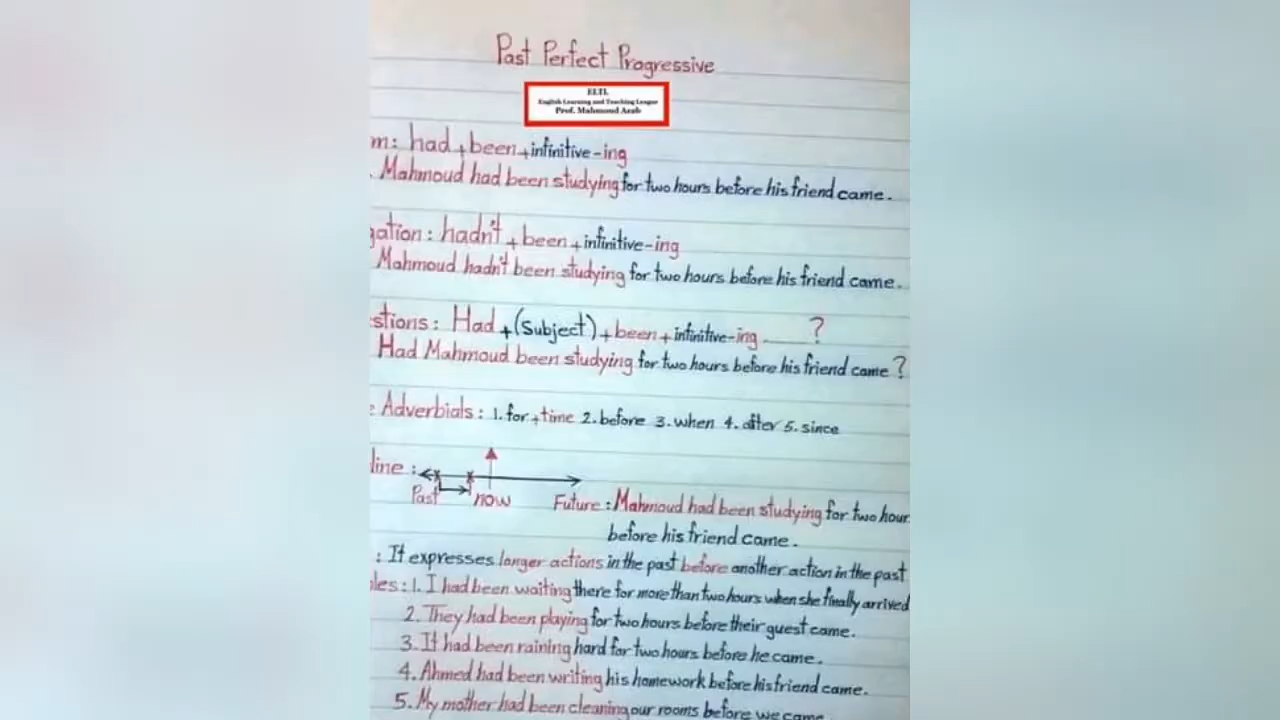 Past Perfect Progressive
ELTL
English Learning and Teaching League
Prof. Mahmoud Arab
m: had + been + infinitive-ing
. Mahmoud had been studying for two hours before his friend came.
gation: hadn't + been + infinitive-ing
Mahmoud hadn't been studying for two hours before his friend came.
stions: Had + (subject) + been + infinitive-ing ____?
Had Mahmoud been studying for two hours before his friend came?
e Adverbials: 1. for + time 2. before 3. when 4. after 5. since
line:
Past now Future: Mahmoud had been studying for two hour
before his friend came.
: It expresses longer actions in the past before another action in the past
les: 1. I had been waiting there for more than two hours when she finally arrived
2. They had been playing for two hours before their guest came.
3. It had been raining hard for two hours before he came.
4. Ahmed had been writing his homework before his friend came.
5. My mother had been cleaning our rooms before we came